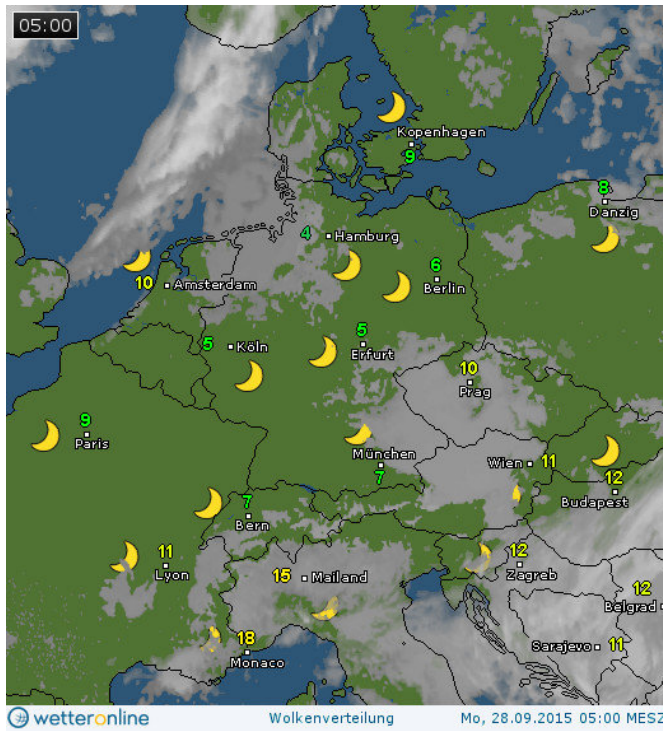 05:00
Kopenhagen
9
8
Danzig
4 Hamburg
6
Berlin
10 Amsterdam
5 Köln
5
Erfurt
10
Prag
9
Paris
München
7
Wien 11
12
Budapest
7
Bern
11
Lyon
15 Mailand
12
Zagreb
12
Belgrad
18
Monaco
Sarajevo 11
wetteronline Wolkenverteilung Mo, 28.09.2015 05:00 MESZ